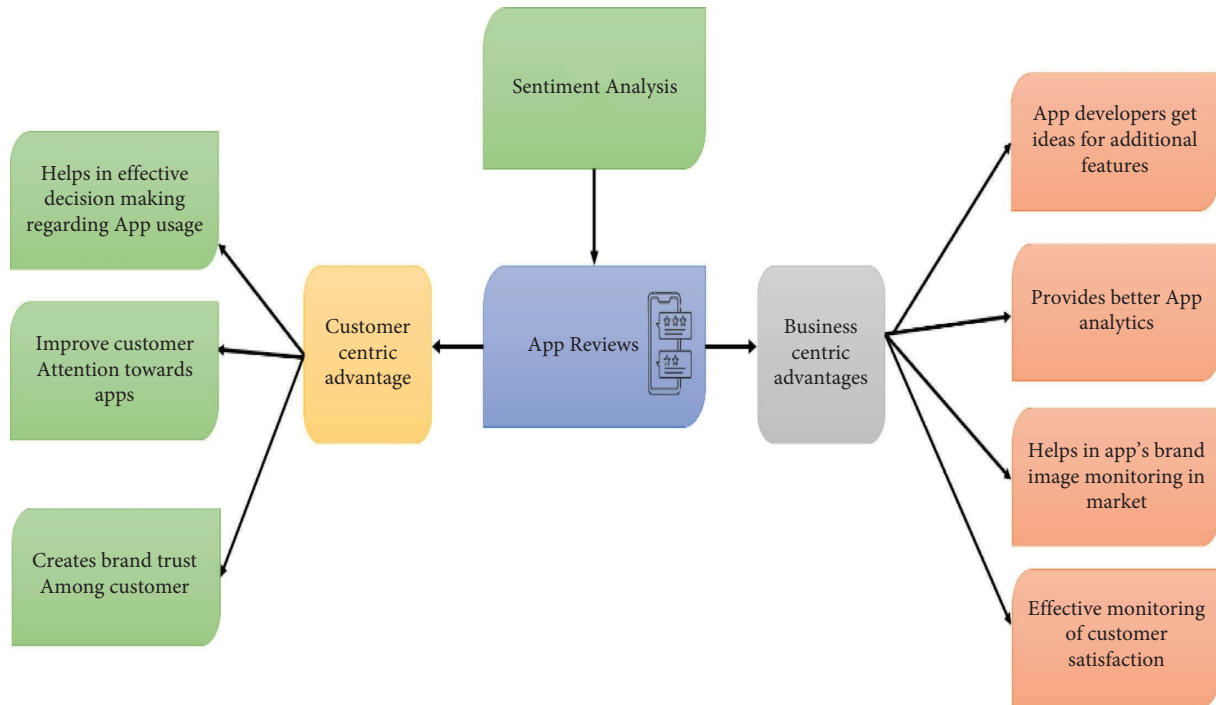 Sentiment Analysis
Helps in effective
decision making
regarding App usage
Improve customer
Attention towards
apps
Creates brand trust
Among customer
Customer
centric
advantage
App Reviews
Business
centric
advantages
App developers get
ideas for additional
features
Provides better App
analytics
Helps in app's brand
image monitoring in
market
Effective monitoring
of customer
satisfaction